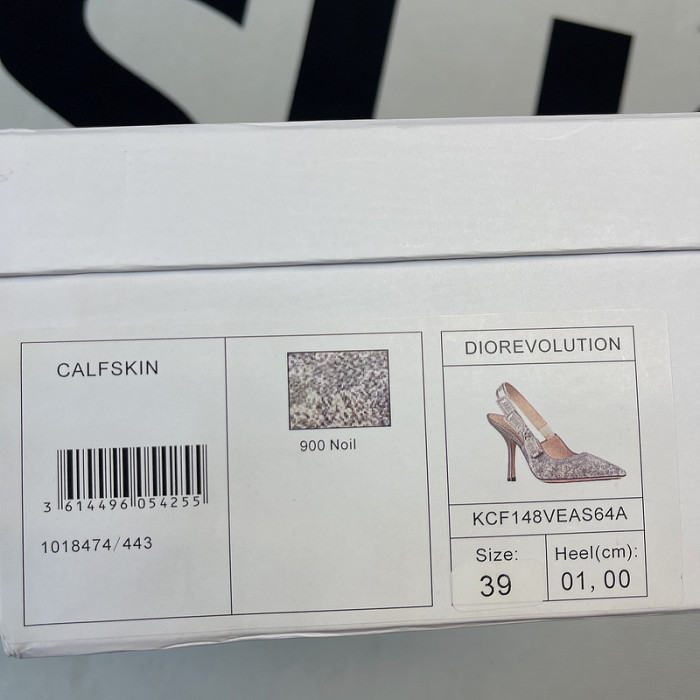 CALFSKIN
3 614496 054255
1018474/443
900 Noil
DIOREVOLUTION
KCF148VEAS64A
Size:
39
Heel(cm):
01,00